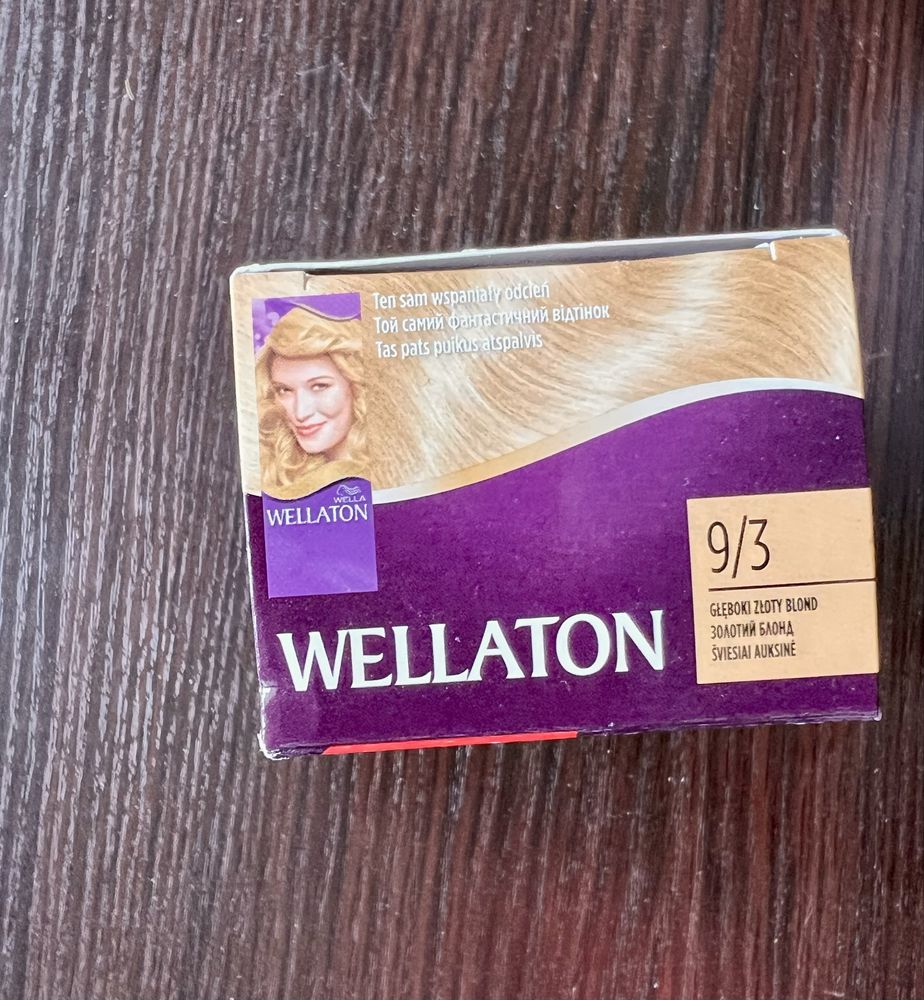 Ten sam wspaniały odcień
Той самий фантастичний відтінок
Tas pats puikus atspalvis
WELLA
WELLATON
9/3
GŁĘBOKI ZŁOTY BLOND
ЗОЛОТИЙ БЛОНД
ŠVIESIAI AUKSINĖ
WELLATON